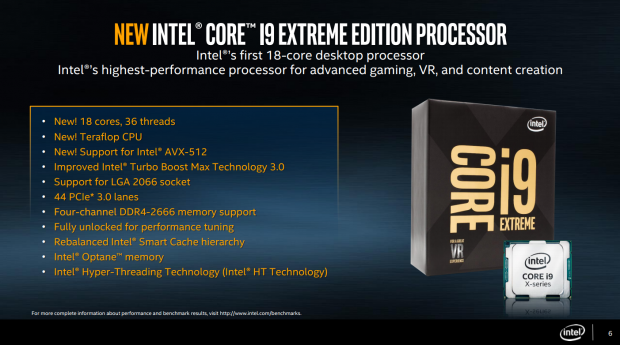 NEW INTEL® CORE™ I9 EXTREME EDITION PROCESSOR
Intel®'s first 18-core desktop processor
Intel®'s highest-performance processor for advanced gaming, VR, and content creation
• New! 18 cores, 36 threads
• New! Teraflop CPU
• New! Support for Intel® AVX-512
• Improved Intel® Turbo Boost Max Technology 3.0
• Support for LGA 2066 socket
• 44 PCIe* 3.0 lanes
• Four-channel DDR4-2666 memory support
• Fully unlocked for performance tuning
• Rebalanced Intel® Smart Cache hierarchy
• Intel® Optane™ memory
• Intel® Hyper-Threading Technology (Intel® HT Technology)
intel
CORE
i9
EXTREME
VR
intel
CORE i9
X-series
For more complete information about performance and benchmark results, visit http://www.intel.com/benchmarks.
intel
6